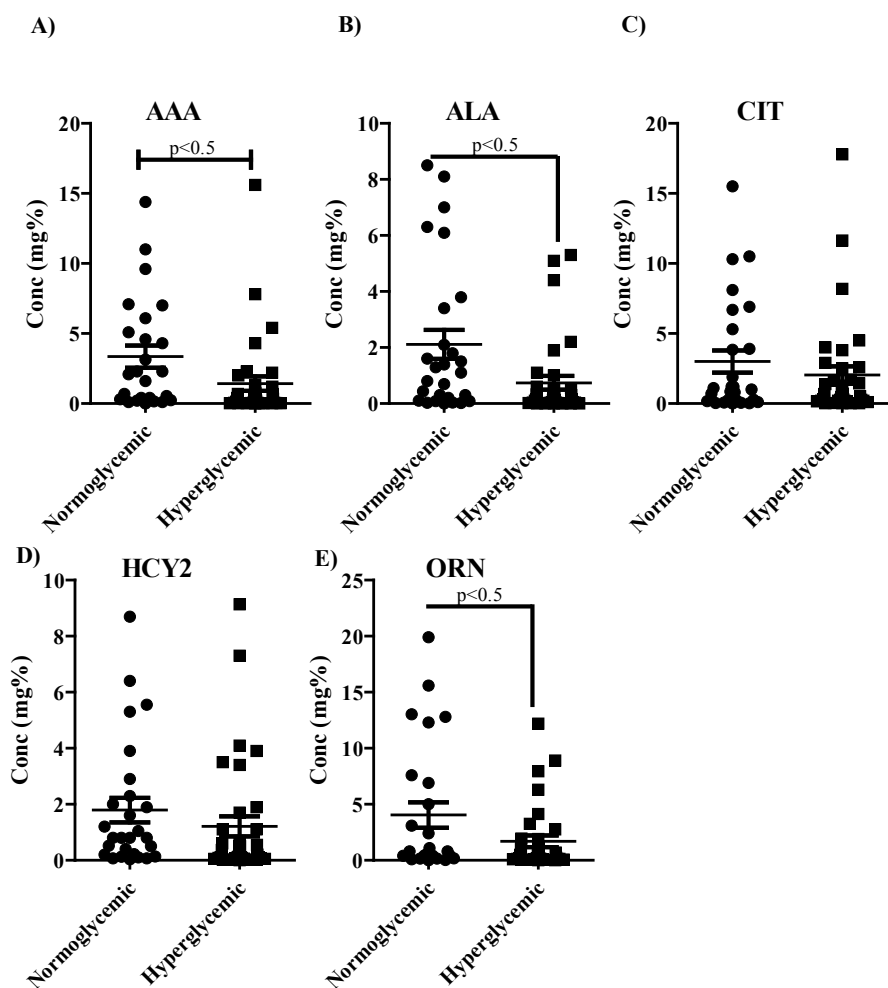 A)
B)
C)
AAA
ALA
CIT
20
15
10
5
0
Conc (mg%)
p<0.5
Normoglycemic
Hyperglycemic
10
8
6
4
2
0
Conc (mg%)
p<0.5
Normoglycemic
Hyperglycemic
20
15
10
5
0
Conc (mg%)
Normoglycemic
Hyperglycemic
D)
E)
HCY2
ORN
10
8
6
4
2
0
Conc (mg%)
Normoglycemic
Hyperglycemic
25
20
15
10
5
0
Conc (mg%)
p<0.5
Normoglycemic
Hyperglycemic